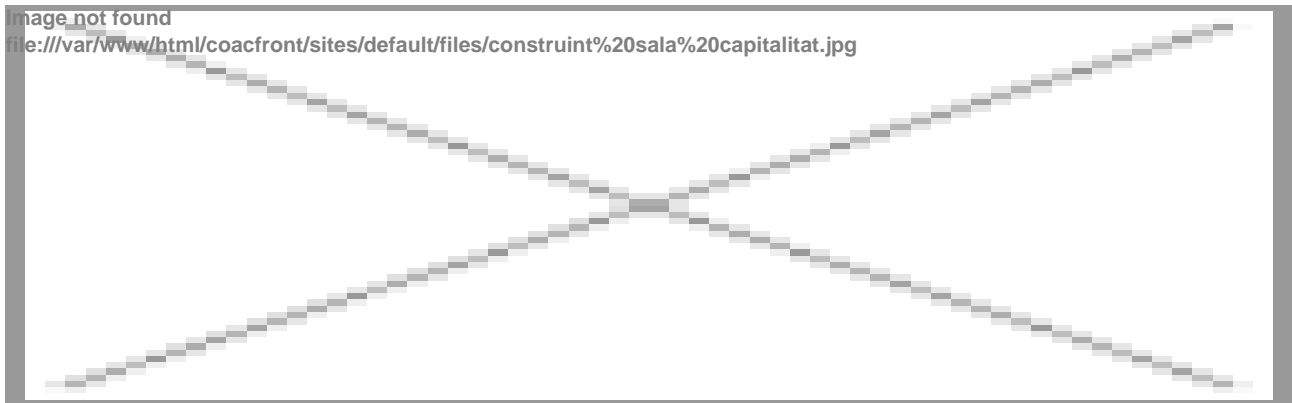 Image not found
file:///var/www/html/coacfront/sites/default/files/construint%20sala%20capitalitat.jpg